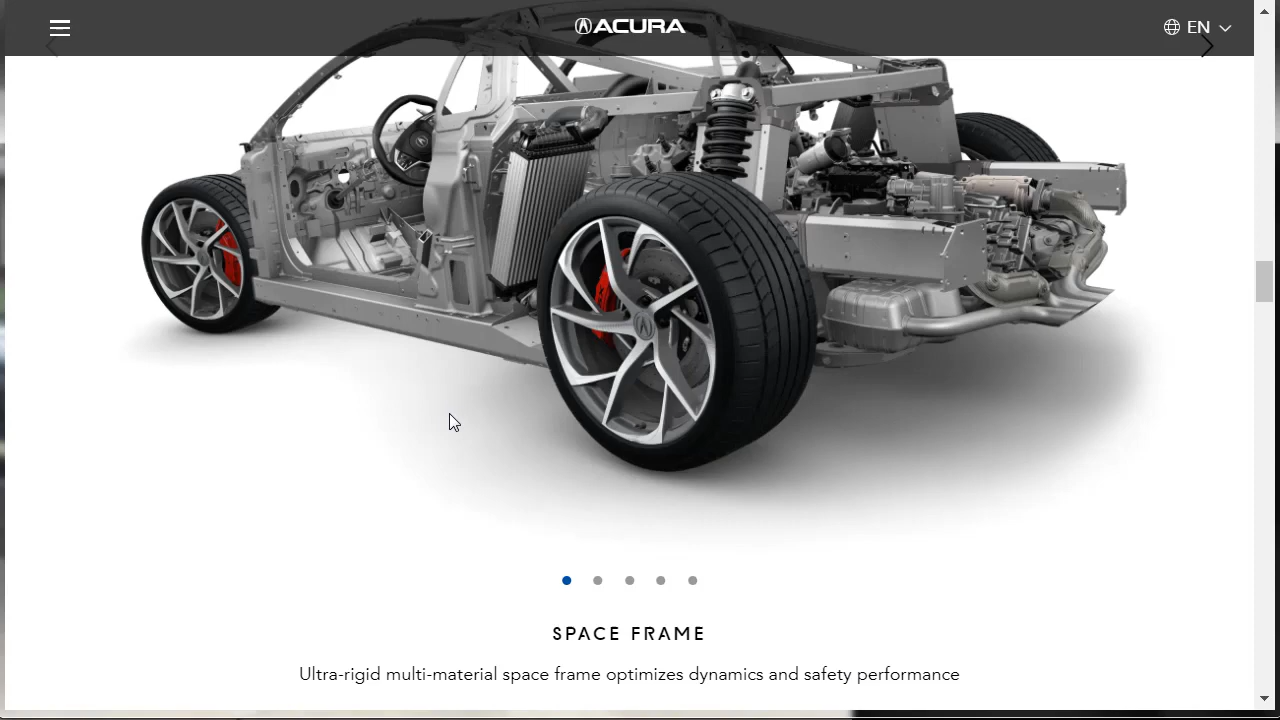 ACURA
EN
SPACE FRAME
Ultra-rigid multi-material space frame optimizes dynamics and safety performance